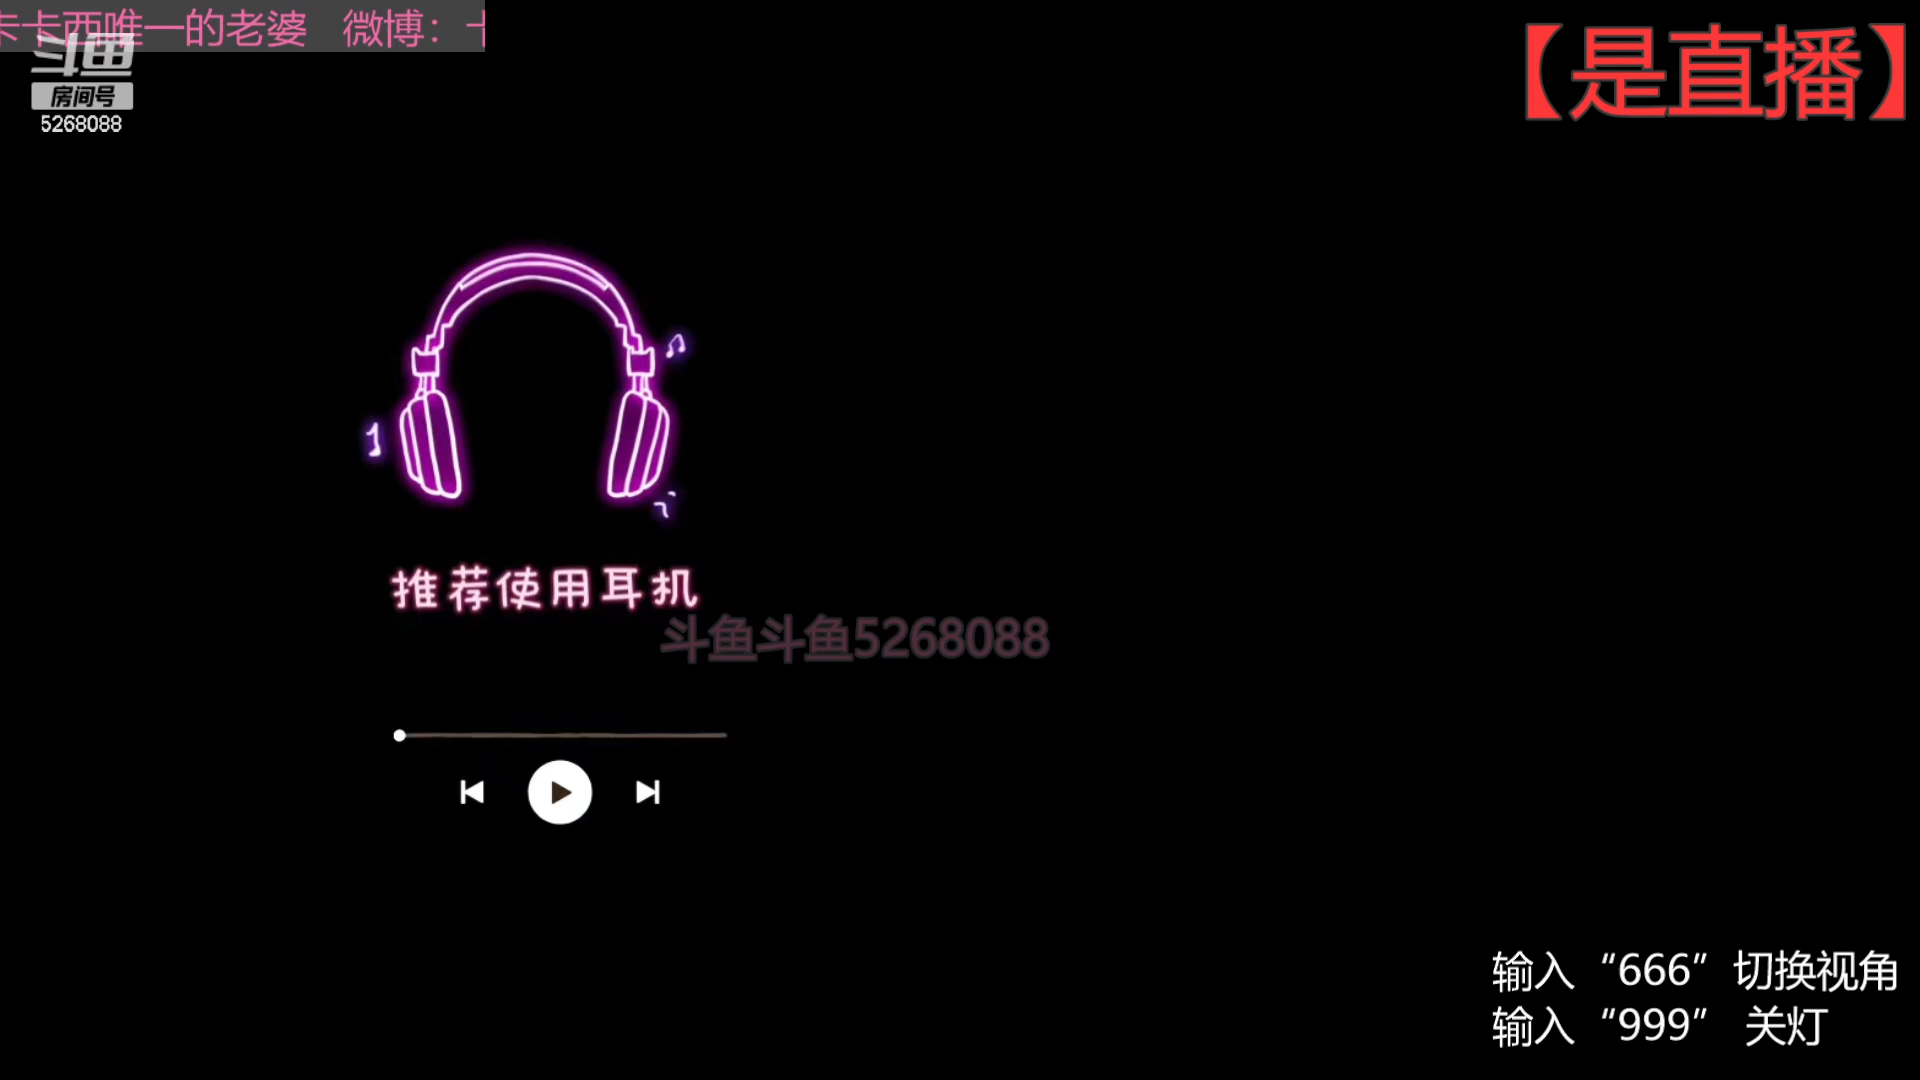 卡卡西唯一的老婆 微博：
斗鱼
房间号
5268088
【是直播】
推荐使用耳机
斗鱼斗鱼5268088
输入“666”切换视角
输入“999” 关灯